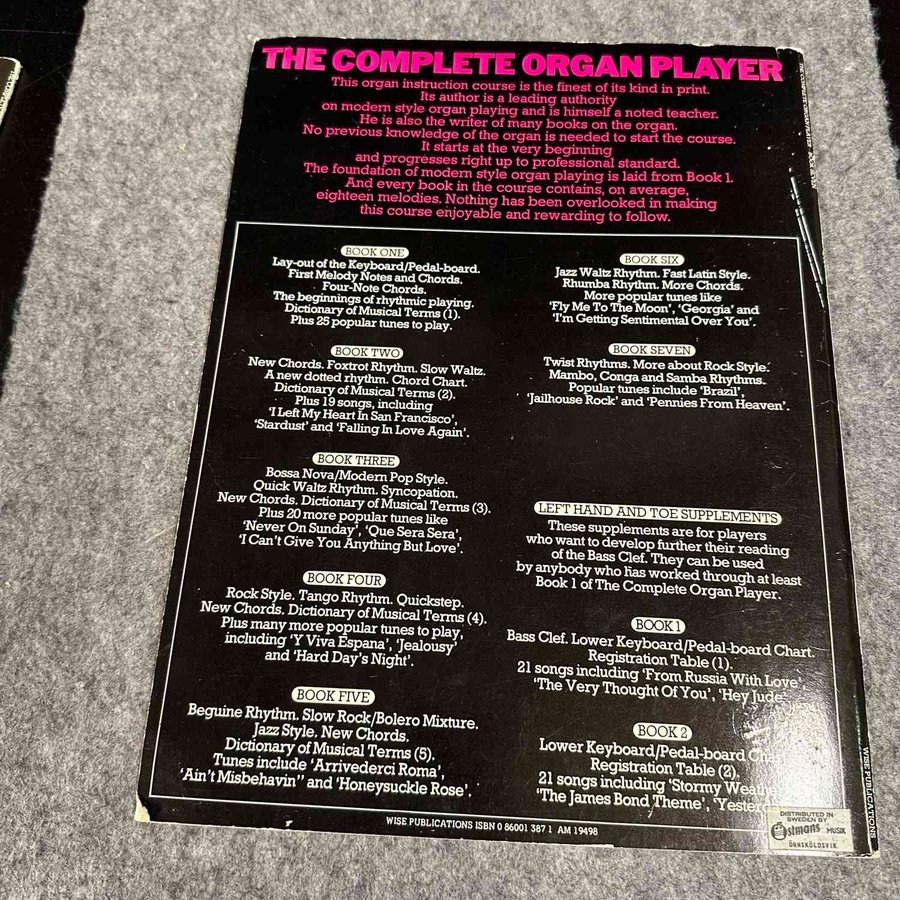 THE COMPLETE ORGAN PLAYER
This organ instruction course is the finest of its kind in print.
Its author is a leading authority
on modern style organ playing and is himself a noted teacher.
He is also the writer of many books on the organ.
No previous knowledge of the organ is needed to start the course.
It starts at the very beginning
and progresses right up to professional standard.
The foundation of modern style organ playing is laid from Book 1.
And every book in the course contains, on average,
eighteen melodies. Nothing has been overlooked in making
this course enjoyable and rewarding to follow.
BOOK ONE
Lay-out of the Keyboard/Pedal-board.
First Melody Notes and Chords.
Four-Note Chords.
The beginnings of rhythmic playing.
Dictionary of Musical Terms (1).
Plus 25 popular tunes to play.
BOOK TWO
New Chords. Foxtrot Rhythm. Slow Waltz.
A new dotted rhythm. Chord Chart.
Dictionary of Musical Terms (2).
Plus 19 songs, including
'I Left My Heart In San Francisco',
'Stardust' and 'Falling In Love Again'.
BOOK THREE
Bossa Nova/Modern Pop Style.
Quick Waltz Rhythm. Syncopation.
New Chords. Dictionary of Musical Terms (3).
Plus 20 more popular tunes like
'Never On Sunday', 'Que Sera Sera',
'I Can't Give You Anything But Love'.
BOOK FOUR
Rock Style. Tango Rhythm. Quickstep.
New Chords. Dictionary of Musical Terms (4).
Plus many more popular tunes to play,
including 'Y Viva Espana', 'Jealousy'
and 'Hard Day's Night'.
BOOK FIVE
Beguine Rhythm. Slow Rock/Bolero Mixture.
Jazz Style. New Chords.
Dictionary of Musical Terms (5).
Tunes include 'Arrivederci Roma',
'Ain't Misbehavin'' and 'Honeysuckle Rose'.
BOOK SIX
Jazz Waltz Rhythm. Fast Latin Style.
Rhumba Rhythm. More Chords.
More popular tunes like
'Fly Me To The Moon', 'Georgia' and
'I'm Getting Sentimental Over You'.
BOOK SEVEN
Twist Rhythms. More about Rock Style.
Mambo, Conga and Samba Rhythms.
Popular tunes include 'Brazil',
'Jailhouse Rock' and 'Pennies From Heaven'.
LEFT HAND AND TOE SUPPLEMENTS
These supplements are for players
who want to develop further their reading
of the Bass Clef. They can be used
by anybody who has worked through at least
Book 1 of The Complete Organ Player.
BOOK 1
Bass Clef. Lower Keyboard/Pedal-board Chart.
Registration Table (1).
21 songs including 'From Russia With Love'
'The Very Thought Of You', 'Hey Jude'
BOOK 2
Lower Keyboard/Pedal-board
Registration Table (2).
21 songs including 'Stormy Weather
'The James Bond Theme',
WISE PUBLICATIONS ISBN 0 86001 387 1 AM 19498
DISTRIBUTED IN
SWEDEN BY
Östmans MUSIK
ÖRNSKÖLDSVIK
WISE PUBLICATIONS